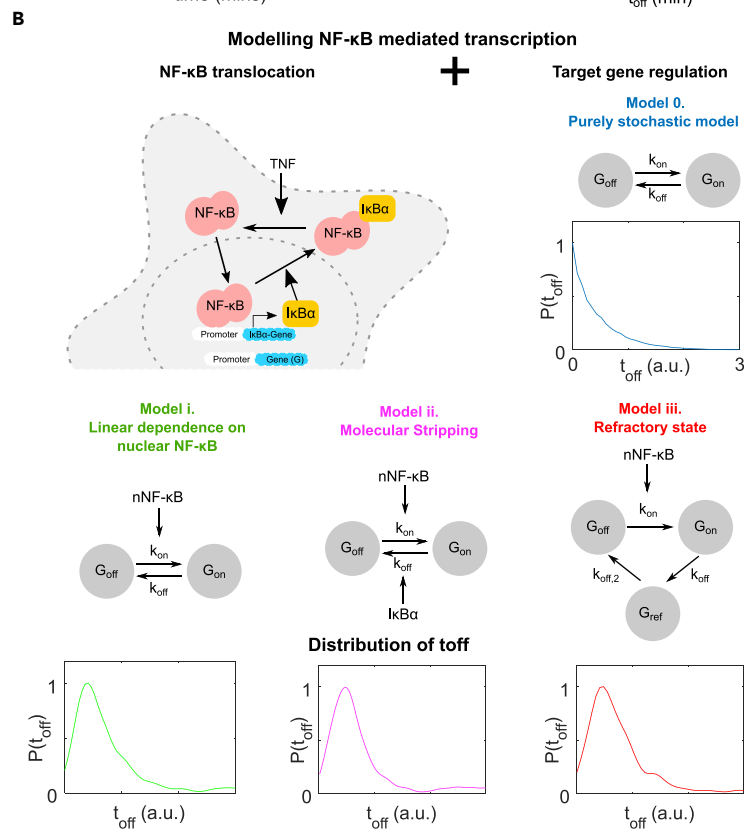 B
t off (min)
Modelling NF-κB mediated transcription
NF-κB translocation
+
Target gene regulation
Model 0.
Purely stochastic model
TNF
NF-κB
IκBα
NF-κB
NF-κB
IκBα
Promoter
IκBα-Gene
Promoter
Gene (G)
Goff
kon
koff
Gon
1
P(toff)
0
0
toff (a.u.)
3
Model i.
Linear dependence on
nuclear NF-κB
nNF-κB
Goff
kon
koff
Gon
Model ii.
Molecular Stripping
nNF-κB
Goff
kon
koff
Gon
IκBα
Model iii.
Refractory state
nNF-κB
Goff
kon
Gon
koff,2
koff
Gref
Distribution of toff
1
P(toff)
0
toff (a.u.)
1
P(toff)
0
toff (a.u.)
1
P(toff)
0
toff (a.u.)